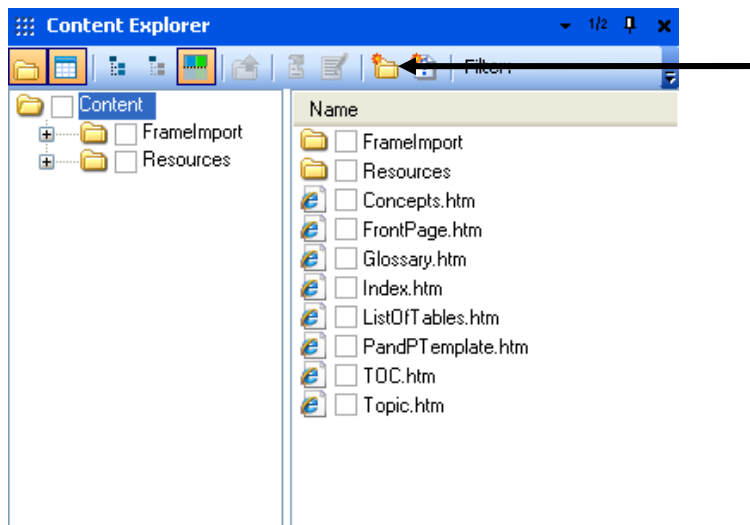 Content Explorer
1/2
Filter:
Content
FrameImport
Resources
Name
FrameImport
Resources
Concepts.htm
FrontPage.htm
Glossary.htm
Index.htm
ListOfTables.htm
PandPTemplate.htm
TOC.htm
Topic.htm